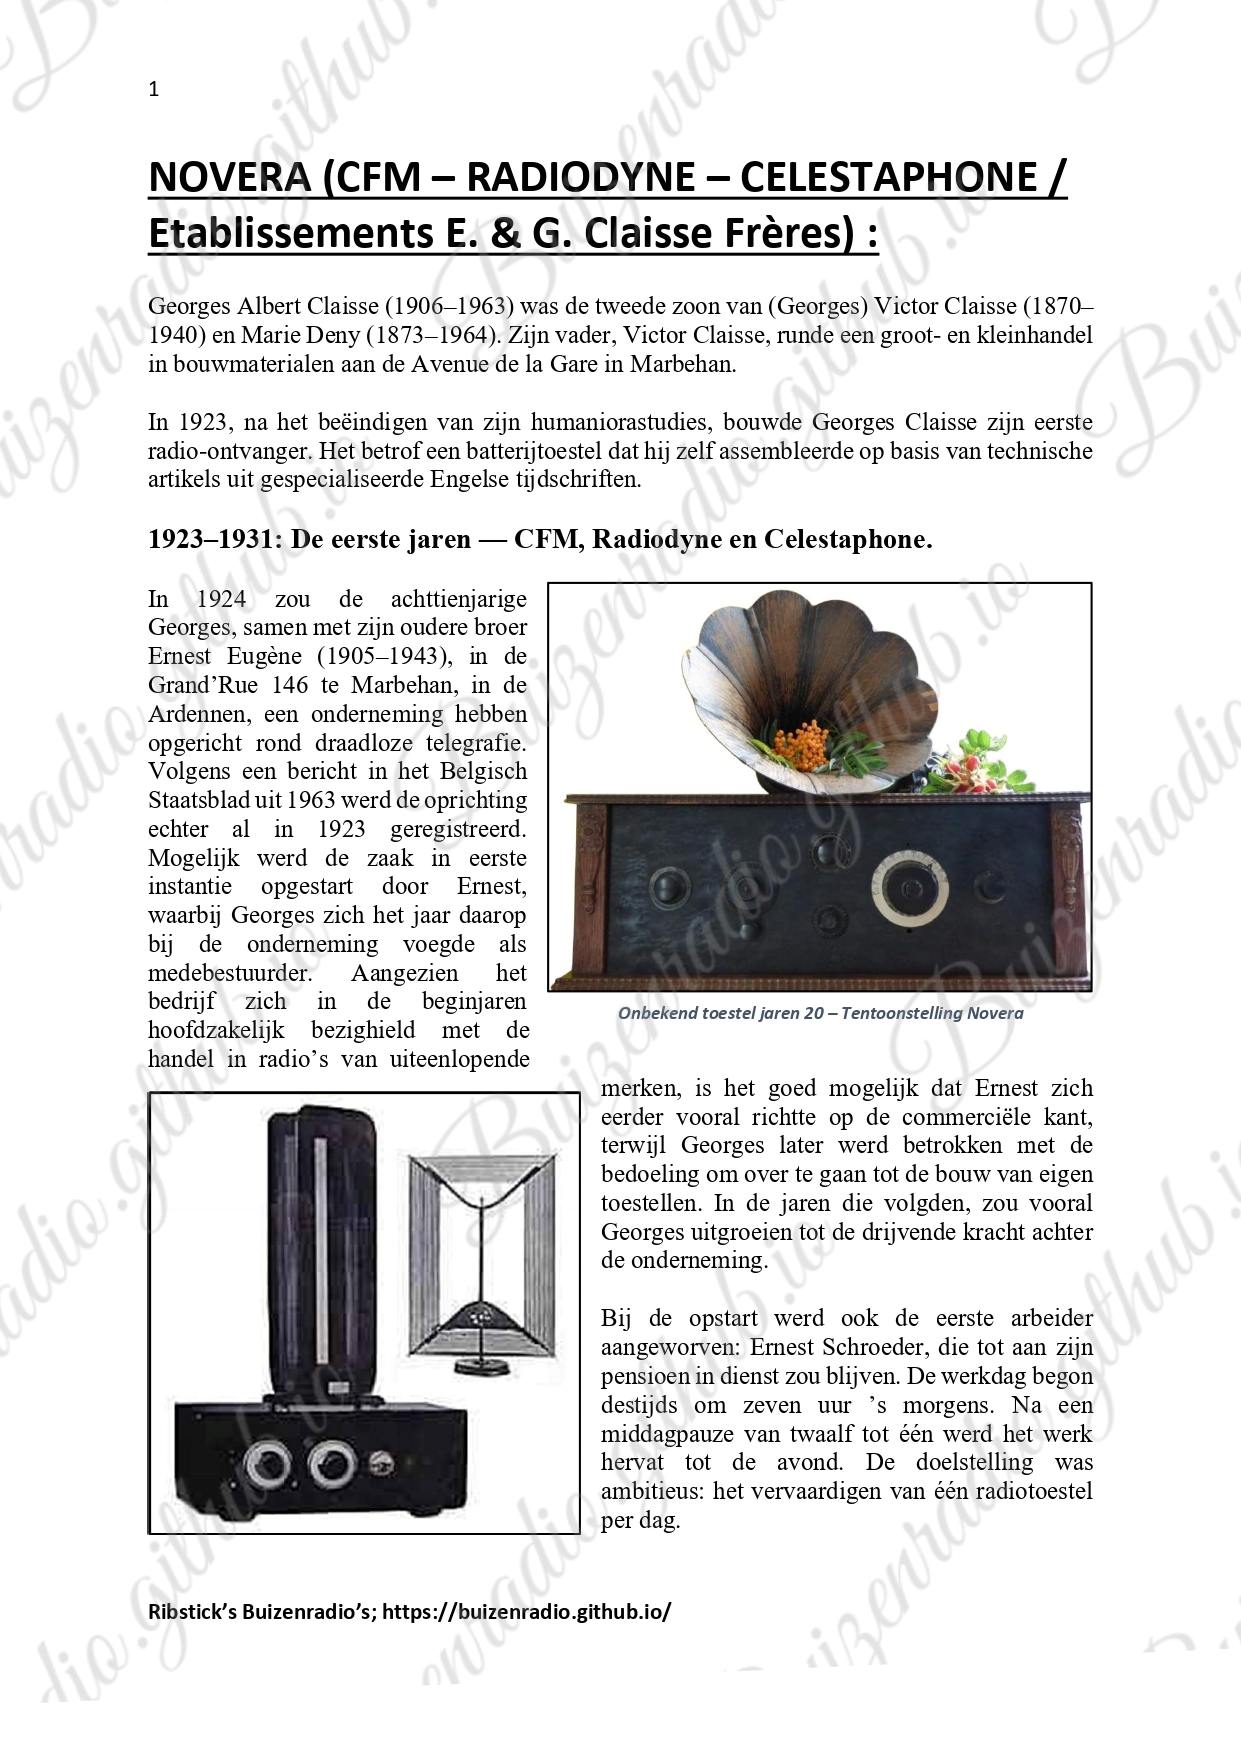 1
NOVERA (CFM – RADIODYNE – CELESTAPHONE /
Etablissements E. & G. Claisse Frères) :
Georges Albert Claisse (1906–1963) was de tweede zoon van (Georges) Victor Claisse (1870–
1940) en Marie Deny (1873–1964). Zijn vader, Victor Claisse, runde een groot- en kleinhandel
in bouwmaterialen aan de Avenue de la Gare in Marbehan.
In 1923, na het beëindigen van zijn humaniorastudies, bouwde Georges Claisse zijn eerste
radio-ontvanger. Het betrof een batterijtoestel dat hij zelf assembleerde op basis van technische
artikels uit gespecialiseerde Engelse tijdschriften.
1923–1931: De eerste jaren — CFM, Radiodyne en Celestaphone.
In 1924 zou de achttienjarige
Georges, samen met zijn oudere broer
Ernest Eugène (1905–1943), in de
Grand’Rue 146 te Marbehan, in de
Ardennen, een onderneming hebben
opgericht rond draadloze telegrafie.
Volgens een bericht in het Belgisch
Staatsblad uit 1963 werd de oprichting
echter al in 1923 geregistreerd.
Mogelijk werd de zaak in eerste
instantie opgestart door Ernest,
waarbij Georges zich het jaar daarop
bij de onderneming voegde als
medebestuurder. Aangezien het
bedrijf zich in de beginjaren
hoofdzakelijk bezighield met de
handel in radio’s van uiteenlopende
Onbekend toestel jaren 20 – Tentoonstelling Novera
merken, is het goed mogelijk dat Ernest zich
eerder vooral richtte op de commerciële kant,
terwijl Georges later werd betrokken met de
bedoeling om over te gaan tot de bouw van eigen
toestellen. In de jaren die volgden, zou vooral
Georges uitgroeien tot de drijvende kracht achter
de onderneming.
Bij de opstart werd ook de eerste arbeider
aangeworven: Ernest Schroeder, die tot aan zijn
pensioen in dienst zou blijven. De werkdag begon
destijds om zeven uur ’s morgens. Na een
middagpauze van twaalf tot één werd het werk
hervat tot de avond. De doelstelling was
ambitieus: het vervaardigen van één radiotoestel
per dag.
Ribstick’s Buizenradio’s; https://buizenradio.github.io/
Buizenradio.github.io